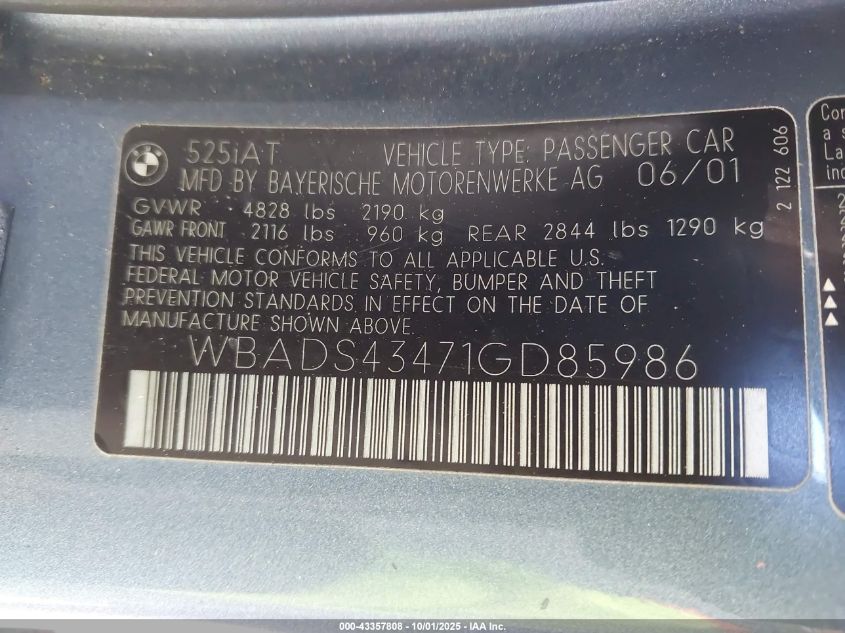 525iAT VEHICLE TYPE: PASSENGER CAR
MFD BY BAYERISCHE MOTORENWERKE AG 06/01
GVWR 4828 lbs 2190 kg
GAWR FRONT 2116 lbs 960 kg REAR 2844 lbs 1290 kg
THIS VEHICLE CONFORMS TO ALL APPLICABLE U.S.
FEDERAL MOTOR VEHICLE SAFETY, BUMPER AND THEFT
PREVENTION STANDARDS IN EFFECT ON THE DATE OF
MANUFACTURE SHOWN ABOVE.
WBADS43471GD85986
2 122 606
Con
a s
La
ind
000-43357808 - 10/01/2025 - IAA Inc.